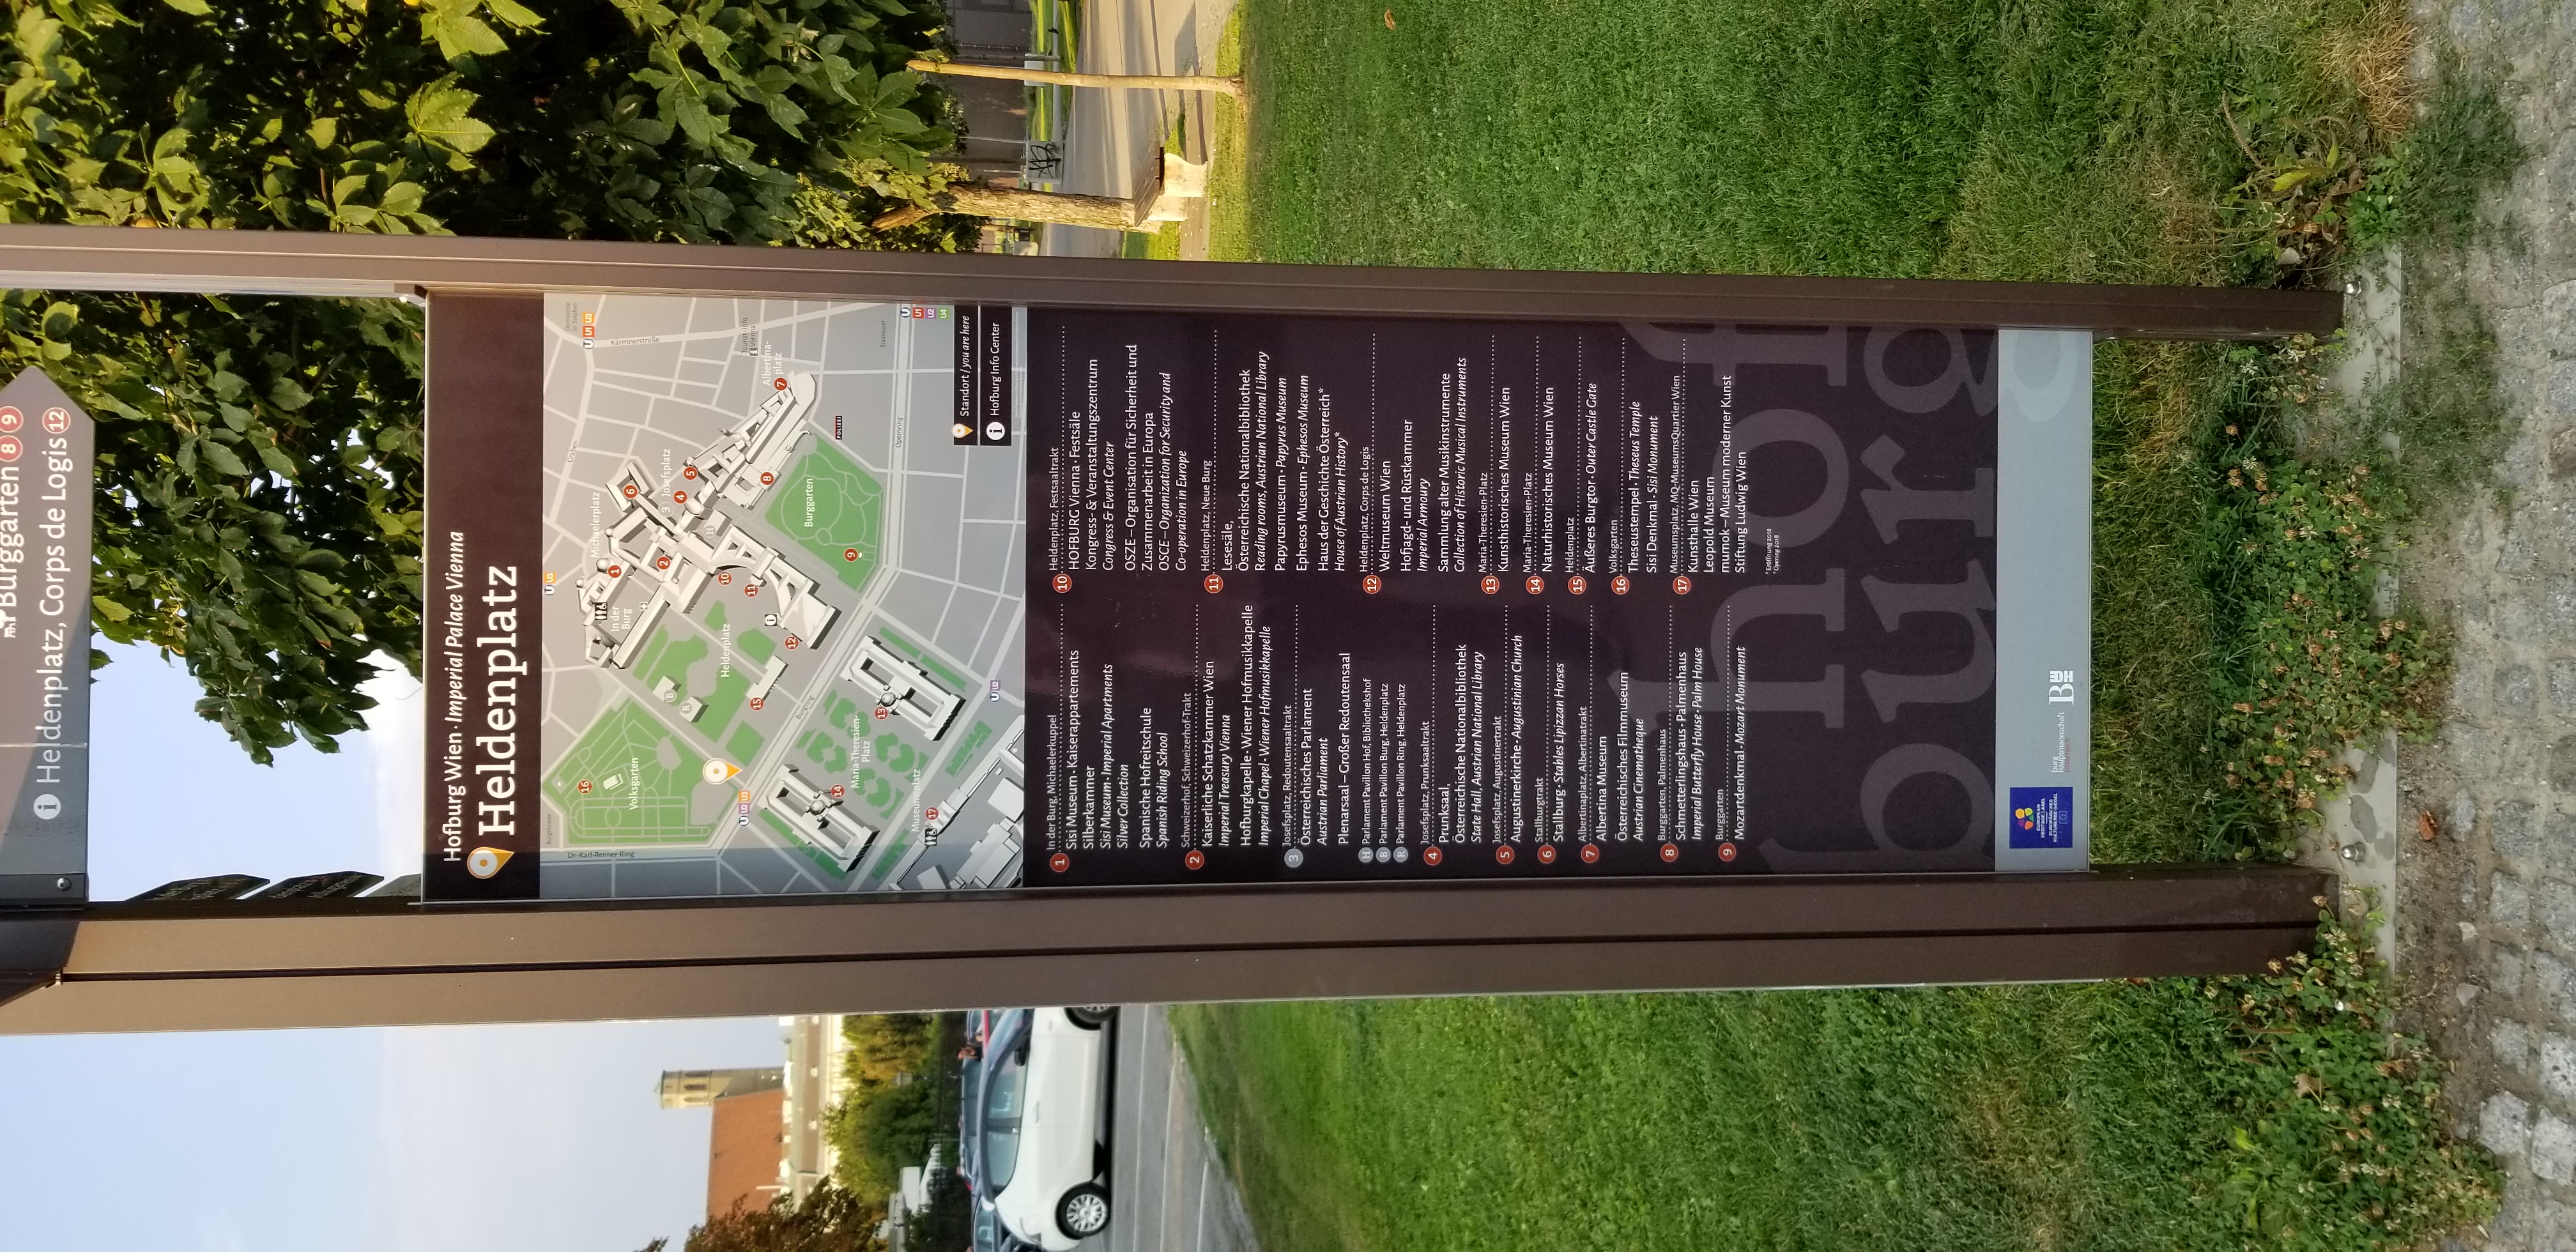 Burggarten 8 9
i Heldenplatz, Corps de Logis 12
Hofburg Wien · Imperial Palace Vienna
Heldenplatz
Burgtheater
U U3
Graben
Domkirche
St. Stephan
U U1 U3
Dr.-Karl-Renner-Ring
16
Volksgarten
Michaelerplatz
In der
Burg
1
6
Kärntnerstraße
2
3 Josefsplatz
4
5
B
R
H
Heldenplatz
10
U U2 U3
15
11
Tourist-Info
Vienna
i
8
Albertina-
platz
7
12
Burgring
Burggarten
14
POLIZEI
Maria-Theresien-
Platz
9
13
Staatsoper
Opernring
U
U1
U2
U4
Museumsplatz
17
U U2
Standort / you are here
i Hofburg Info Center
1 In der Burg, Michaelerkuppel
Sisi Museum · Kaiserappartements
Silberkammer
Sisi Museum · Imperial Apartments
Silver Collection
Spanische Hofreitschule
Spanish Riding School
2 Schweizerhof, Schweizerhof-Trakt
Kaiserliche Schatzkammer Wien
Imperial Treasury Vienna
Hofburgkapelle · Wiener Hofmusikkapelle
Imperial Chapel · Wiener Hofmusikkapelle
3 Josefsplatz, Redoutensaaltrakt
Österreichisches Parlament
Austrian Parliament
Plenarsaal – Großer Redoutensaal
H Parlament Pavillon Hof, Bibliothekshof
B Parlament Pavillon Burg, Heldenplatz
R Parlament Pavillon Ring, Heldenplatz
4 Josefsplatz, Prunksaaltrakt
Prunksaal,
Österreichische Nationalbibliothek
State Hall, Austrian National Library
5 Josefsplatz, Augustinertrakt
Augustinerkirche · Augustinian Church
6 Stallburgtrakt
Stallburg · Stables Lipizzan Horses
7 Albertinaplatz, Albertinatrakt
Albertina Museum
Österreichisches Filmmuseum
Austrian Cinematheque
8 Burggarten, Palmenhaus
Schmetterlingshaus · Palmenhaus
Imperial Butterfly House · Palm House
9 Burggarten
Mozartdenkmal · Mozart Monument
10 Heldenplatz, Festsaaltrakt
HOFBURG Vienna · Festsäle
Kongress- & Veranstaltungszentrum
Congress & Event Center
OSZE – Organisation für Sicherheit und
Zusammenarbeit in Europa
OSCE – Organization for Security and
Co-operation in Europe
11 Heldenplatz, Neue Burg
Lesesäle,
Österreichische Nationalbibliothek
Reading rooms, Austrian National Library
Papyrusmuseum · Papyrus Museum
Ephesos Museum · Ephesos Museum
Haus der Geschichte Österreich*
House of Austrian History*
12 Heldenplatz, Corps de Logis
Weltmuseum Wien
Hofjagd- und Rüstkammer
Imperial Armoury
Sammlung alter Musikinstrumente
Collection of Historic Musical Instruments
13 Maria-Theresien-Platz
Kunsthistorisches Museum Wien
14 Maria-Theresien-Platz
Naturhistorisches Museum Wien
15 Heldenplatz
Äußeres Burgtor · Outer Castle Gate
16 Volksgarten
Theseustempel · Theseus Temple
Sisi Denkmal · Sisi Monument
17 Museumsplatz, MQ-MuseumsQuartier Wien
Kunsthalle Wien
Leopold Museum
mumok – Museum moderner Kunst
Stiftung Ludwig Wien
* Eröffnung 2018
* Opening 2018
hof
burg
EUROPEAN
HERITAGE LABEL
EUROPÄISCHES
KULTURERBE-SIEGEL
burg
hauptmannschaft
österreich
BHÖ